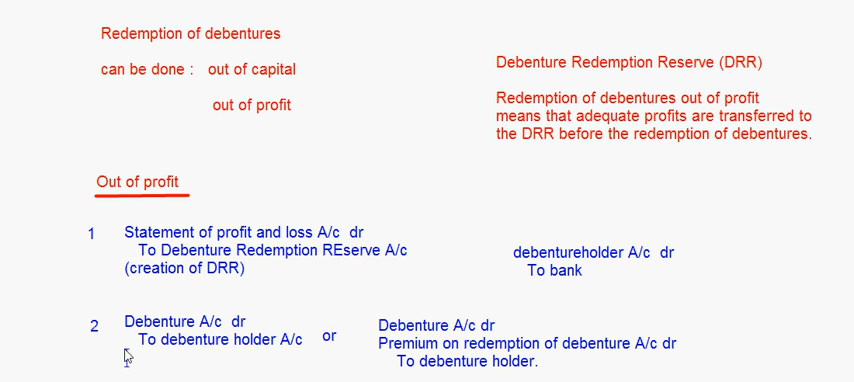 Redemption of debentures
can be done : out of capital
out of profit
Debenture Redemption Reserve (DRR)
Redemption of debentures out of profit
means that adequate profits are transferred to
the DRR before the redemption of debentures.
Out of profit
1 Statement of profit and loss A/c dr
To Debenture Redemption REserve A/c
(creation of DRR)
debentureholder A/c dr
To bank
2 Debenture A/c dr
To debenture holder A/c
or
Debenture A/c dr
Premium on redemption of debenture A/c dr
To debenture holder.